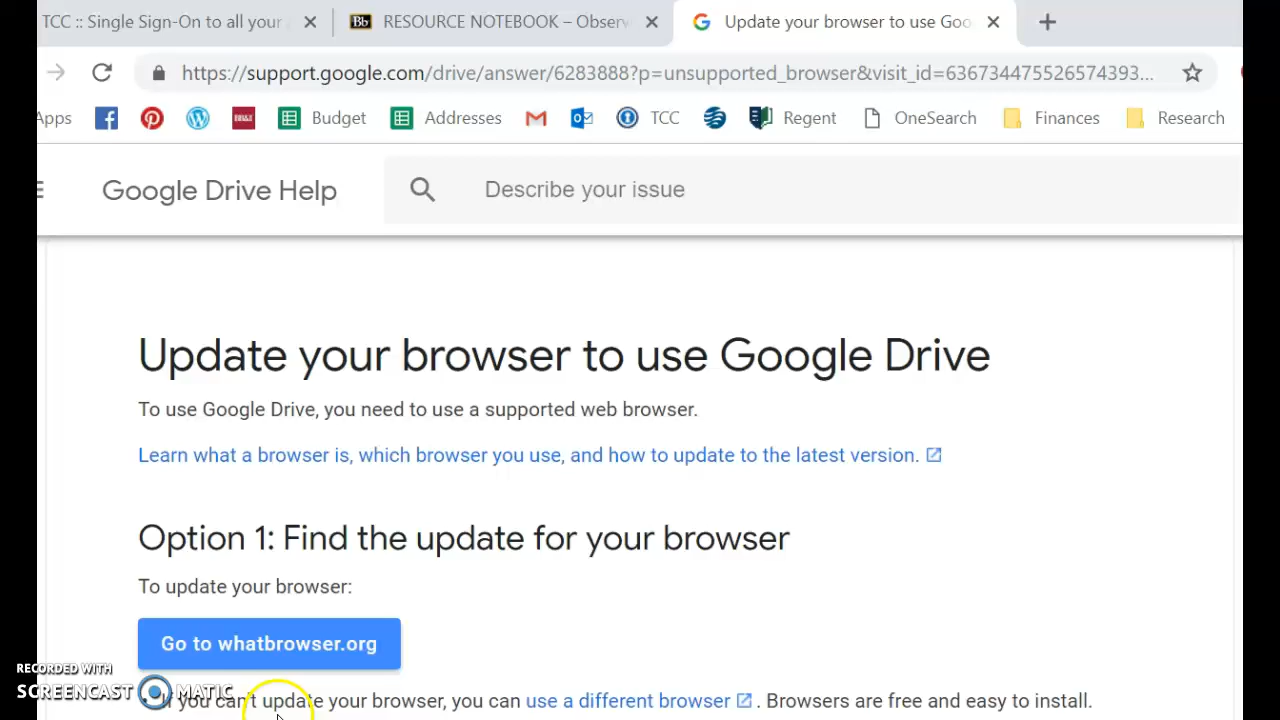 TCC :: Single Sign-On to all your
RESOURCE NOTEBOOK – Observ
Update your browser to use Goo
https://support.google.com/drive/answer/6283888?p=unsupported_browser&visit_id=636734475526574393...
Apps
BB&T
Budget
Addresses
TCC
Regent
OneSearch
Finances
Research
Google Drive Help
Describe your issue
Update your browser to use Google Drive
To use Google Drive, you need to use a supported web browser.
Learn what a browser is, which browser you use, and how to update to the latest version.
Option 1: Find the update for your browser
To update your browser:
Go to whatbrowser.org
RECORDED WITH
SCREENCAST MATIC
If you can't update your browser, you can use a different browser. Browsers are free and easy to install.